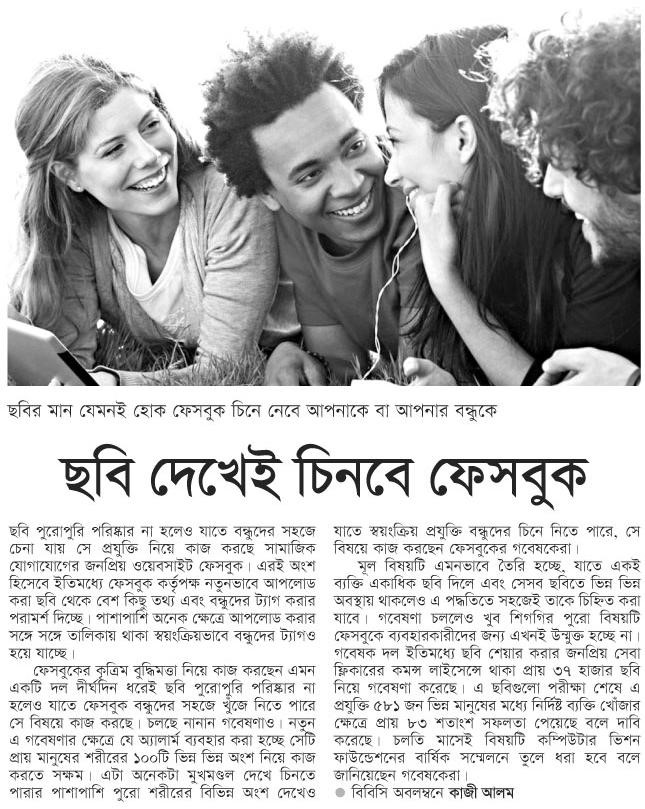 ছবির মান যেমনই হোক ফেসবুক চিনে নেবে আপনাকে বা আপনার বন্ধুকে
ছবি দেখেই চিনবে ফেসবুক
ছবি পুরোপুরি পরিষ্কার না হলেও যাতে বন্ধুদের সহজে
চেনা যায় সে প্রযুক্তি নিয়ে কাজ করছে সামাজিক
যোগাযোগের জনপ্রিয় ওয়েবসাইট ফেসবুক। এরই অংশ
হিসেবে ইতিমধ্যে ফেসবুক কর্তৃপক্ষ নতুনভাবে আপলোড
করা ছবি থেকে বেশ কিছু তথ্য এবং বন্ধুদের ট্যাগ করার
পরামর্শ দিচ্ছে। পাশাপাশি অনেক ক্ষেত্রে আপলোড করার
সঙ্গে সঙ্গে তালিকায় থাকা স্বয়ংক্রিয়ভাবে বন্ধুদের ট্যাগও
হয়ে যাচ্ছে।
ফেসবুকের কৃত্রিম বুদ্ধিমত্তা নিয়ে কাজ করছেন এমন
একটি দল দীর্ঘদিন ধরেই ছবি পুরোপুরি পরিষ্কার না
হলেও যাতে ফেসবুক বন্ধুদের সহজে খুঁজে নিতে পারে
সে বিষয়ে কাজ করছে। চলছে নানান গবেষণাও। নতুন
এ গবেষণার ক্ষেত্রে যে অ্যালার্ম ব্যবহার করা হচ্ছে সেটি
প্রায় মানুষের শরীরের ১০০টি ভিন্ন ভিন্ন অংশ নিয়ে কাজ
করতে সক্ষম। এটা অনেকটা মুখমণ্ডল দেখে চিনতে
পারার পাশাপাশি পুরো শরীরের বিভিন্ন অংশ দেখেও
যাতে স্বয়ংক্রিয় প্রযুক্তি বন্ধুদের চিনে নিতে পারে, সে
বিষয়ে কাজ করছেন ফেসবুকের গবেষকেরা।
মূল বিষয়টি এমনভাবে তৈরি হচ্ছে, যাতে একই
ব্যক্তি একাধিক ছবি দিলে এবং সেসব ছবিতে ভিন্ন ভিন্ন
অবস্থায় থাকলেও এ পদ্ধতিতে সহজেই তাকে চিহ্নিত করা
যাবে। গবেষণা চললেও খুব শিগগির পুরো বিষয়টি
ফেসবুকে ব্যবহারকারীদের জন্য এখনই উন্মুক্ত হচ্ছে না।
গবেষক দল ইতিমধ্যে ছবি শেয়ার করার জনপ্রিয় সেবা
ফ্লিকারের কমন্স লাইসেন্সে থাকা প্রায় ৩৭ হাজার ছবি
নিয়ে গবেষণা করেছে। এ ছবিগুলো পরীক্ষা শেষে এ
প্রযুক্তি ৫৮১ জন ভিন্ন মানুষের মধ্যে নির্দিষ্ট ব্যক্তি খোঁজার
ক্ষেত্রে প্রায় ৮৩ শতাংশ সফলতা পেয়েছে বলে দাবি
করেছে। চলতি মাসেই বিষয়টি কম্পিউটার ভিশন
ফাউন্ডেশনের বার্ষিক সম্মেলনে তুলে ধরা হবে বলে
জানিয়েছেন গবেষকেরা।
● বিবিসি অবলম্বনে কাজী আলম